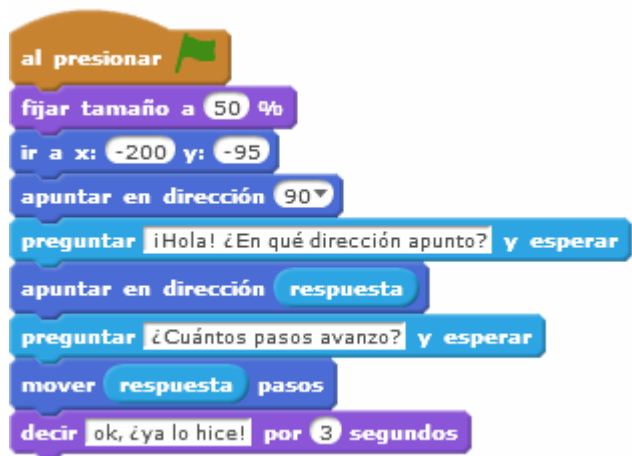 al presionar
fijar tamaño a 50 %
ir a x: -200 y: -95
apuntar en dirección 90
preguntar ¡Hola! ¿En qué dirección apunto? y esperar
apuntar en dirección respuesta
preguntar ¿Cuántos pasos avanzo? y esperar
mover respuesta pasos
decir ok, ¿ya lo hice! por 3 segundos